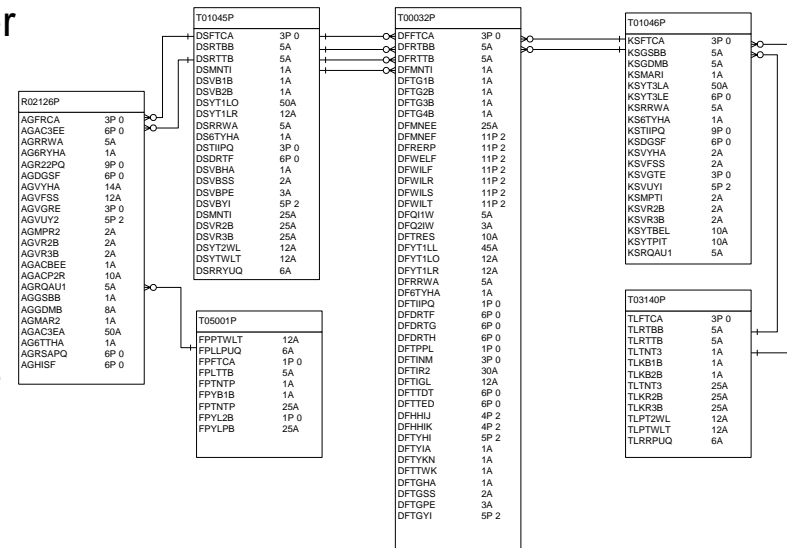 er
R02126P
AGFRCA 3P 0
AGAC3EE 6P 0
AGRRWA 5A
AG6RYHA 1A
AGR22PQ 9P 0
AGDGSF 6P 0
AGVYHA 14A
AGVFSS 12A
AGVGRE 3P 0
AGVUY2 5P 2
AGMPR2 2A
AGVR2B 2A
AGVR3B 2A
AGACBEE 1A
AGACP2R 10A
AGRQAU1 5A
AGGSBB 1A
AGGDMB 8A
AGMAR2 1A
AGAC3EA 50A
AG6TTHA 1A
AGRSAPQ 6P 0
AGHISF 6P 0
T01045P
DSFTCA 3P 0
DSRTBB 5A
DSRTTB 5A
DSMNTI 1A
DSVB1B 1A
DSVB2B 1A
DSYT1LO 50A
DSYT1LR 12A
DSRRWA 5A
DS6TYHA 1A
DSTIIPQ 3P 0
DSDRTF 6P 0
DSVBHA 1A
DSVBSS 2A
DSVBPE 3A
DSVBYI 5P 2
DSMNTI 25A
DSVR2B 25A
DSVR3B 25A
DSYT2WL 12A
DSYTWLT 12A
DSRRYUQ 6A
T05001P
FPPTWLT 12A
FPLLPUQ 6A
FPFTCA 1P 0
FPLTTB 5A
FPTNTP 1A
FPYB1B 1A
FPTNTP 25A
FPYL2B 1P 0
FPYLPB 25A
T00032P
DFFTCA 3P 0
DFRTBB 5A
DFRTTB 5A
DFMNTI 1A
DFTG1B 1A
DFTG2B 1A
DFTG3B 1A
DFTG4B 1A
DFMNEE 25A
DFMNEF 11P 2
DFRERP 11P 2
DFWELF 11P 2
DFWILF 11P 2
DFWILR 11P 2
DFWILS 11P 2
DFWILT 11P 2
DFQI1W 5A
DFQ2IW 3A
DFTRES 10A
DFYT1LL 45A
DFYT1LO 12A
DFYT1LR 12A
DFRRWA 5A
DF6TYHA 1A
DFTIIPQ 1P 0
DFDRTF 6P 0
DFDRTG 6P 0
DFDRTH 6P 0
DFTPPL 1P 0
DFTINM 3P 0
DFTIR2 30A
DFTIGL 12A
DFTTDT 6P 0
DFTTED 6P 0
DFHHIJ 4P 2
DFHHIK 4P 2
DFTYHI 5P 2
DFTYIA 1A
DFTYKN 1A
DFTTWK 1A
DFTGHA 1A
DFTGSS 2A
DFTGPE 3A
DFTGYI 5P 2
T01046P
KSFTCA 3P 0
KSGSBB 5A
KSGDMB 5A
KSMARI 1A
KSYT3LA 50A
KSYT3LE 6P 0
KSRRWA 5A
KS6TYHA 1A
KSTIIPQ 9P 0
KSDGSF 6P 0
KSVYHA 2A
KSVFSS 2A
KSVGTE 3P 0
KSVUYI 5P 2
KSMPTI 2A
KSVR2B 2A
KSVR3B 2A
KSYTBEL 10A
KSYTPIT 10A
KSRQAU1 5A
T03140P
TLFTCA 3P 0
TLRTBB 5A
TLRTTB 5A
TLTNT3 1A
TLKB1B 1A
TLKB2B 1A
TLTNT3 25A
TLKR2B 25A
TLKR3B 25A
TLPT2WL 12A
TLPTWLT 12A
TLRRPUQ 6A